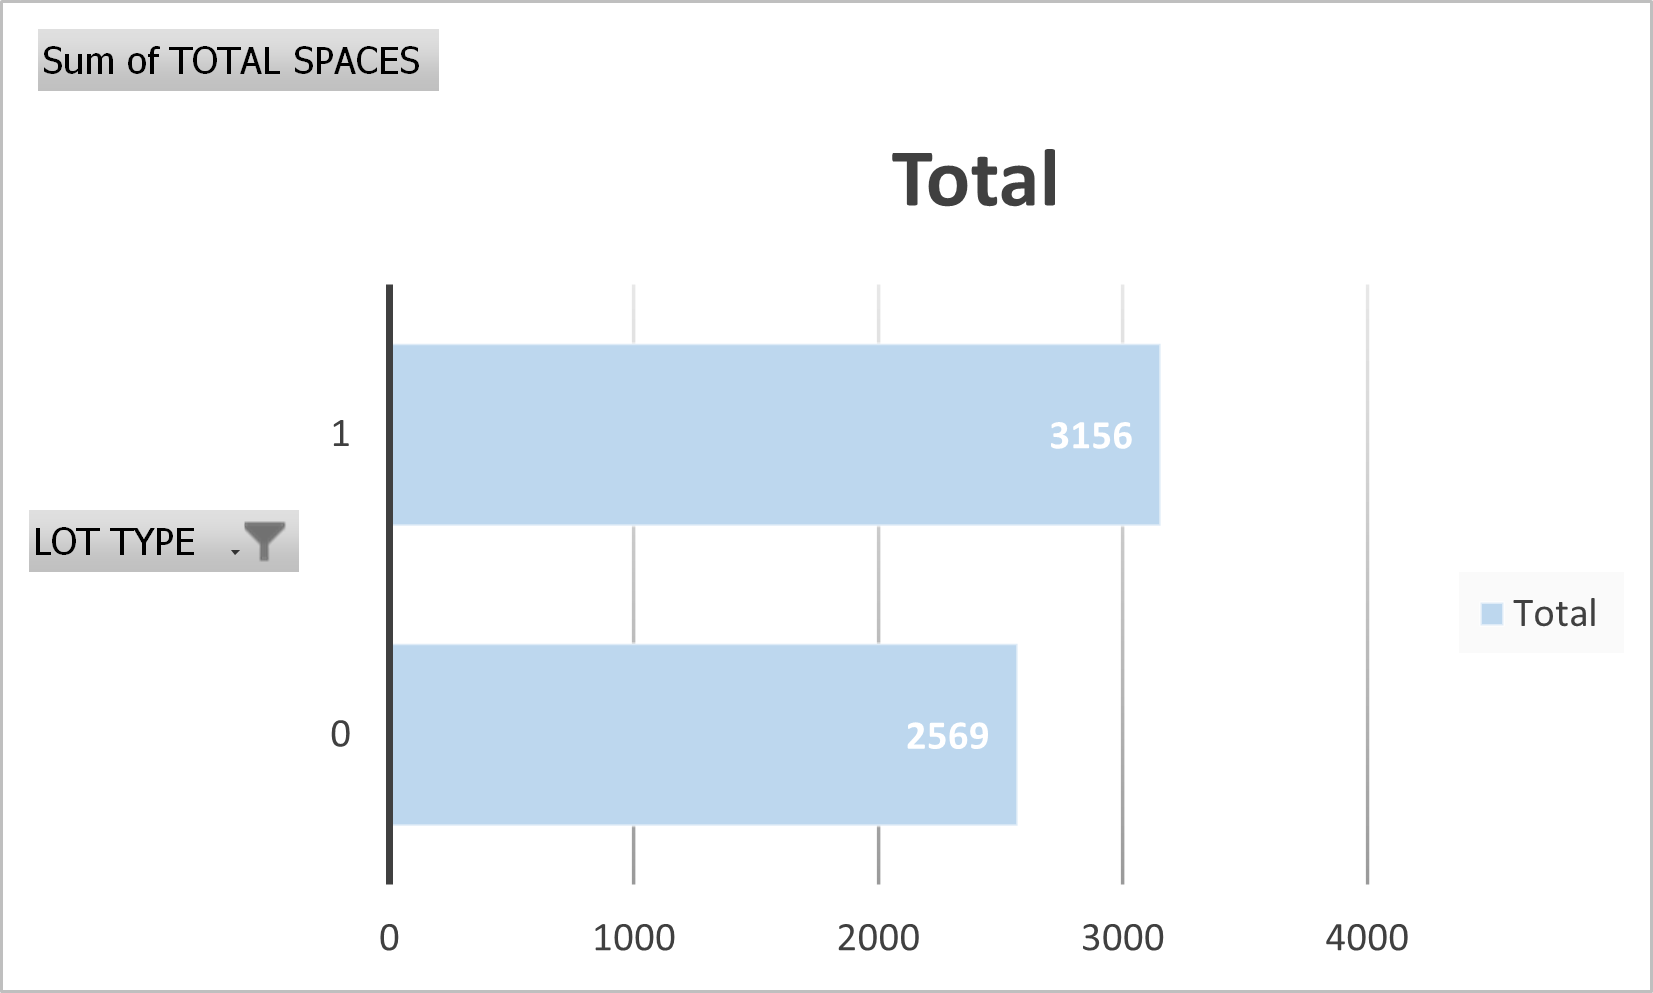 Sum of TOTAL SPACES
Total
1
3156
LOT TYPE
Total
0
2569
0 1000 2000 3000 4000